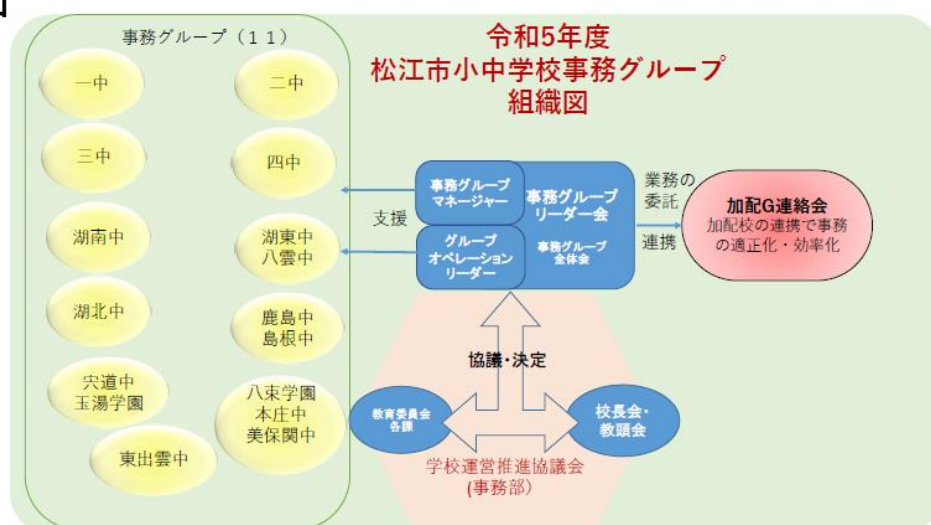 令和5年度
松江市小中学校事務グループ
組織図
事務グループ（１１）
一中
二中
三中
四中
湖南中
湖東中
八雲中
湖北中
鹿島中
島根中
宍道中
玉湯学園
八束学園
本庄中
美保関中
東出雲中
支援
事務グループ
マネージャー
グループ
オペレーション
リーダー
事務グループ
リーダー会
事務グループ
全体会
業務の
委託
連携
加配G連絡会
加配校の連携で事務
の適正化・効率化
協議・決定
教育委員会
各課
校長会・
教頭会
学校運営推進協議会
(事務部）